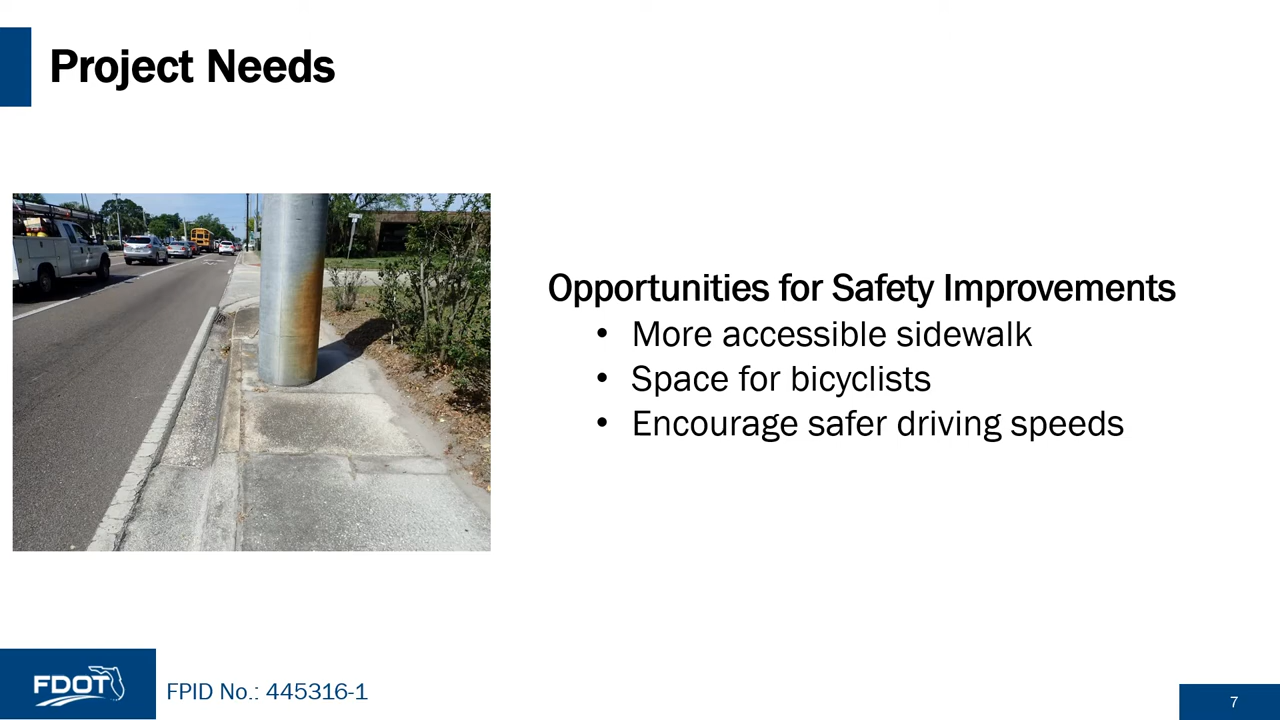 Project Needs
Opportunities for Safety Improvements
• More accessible sidewalk
• Space for bicyclists
• Encourage safer driving speeds
FDOT
FPID No.: 445316-1
7